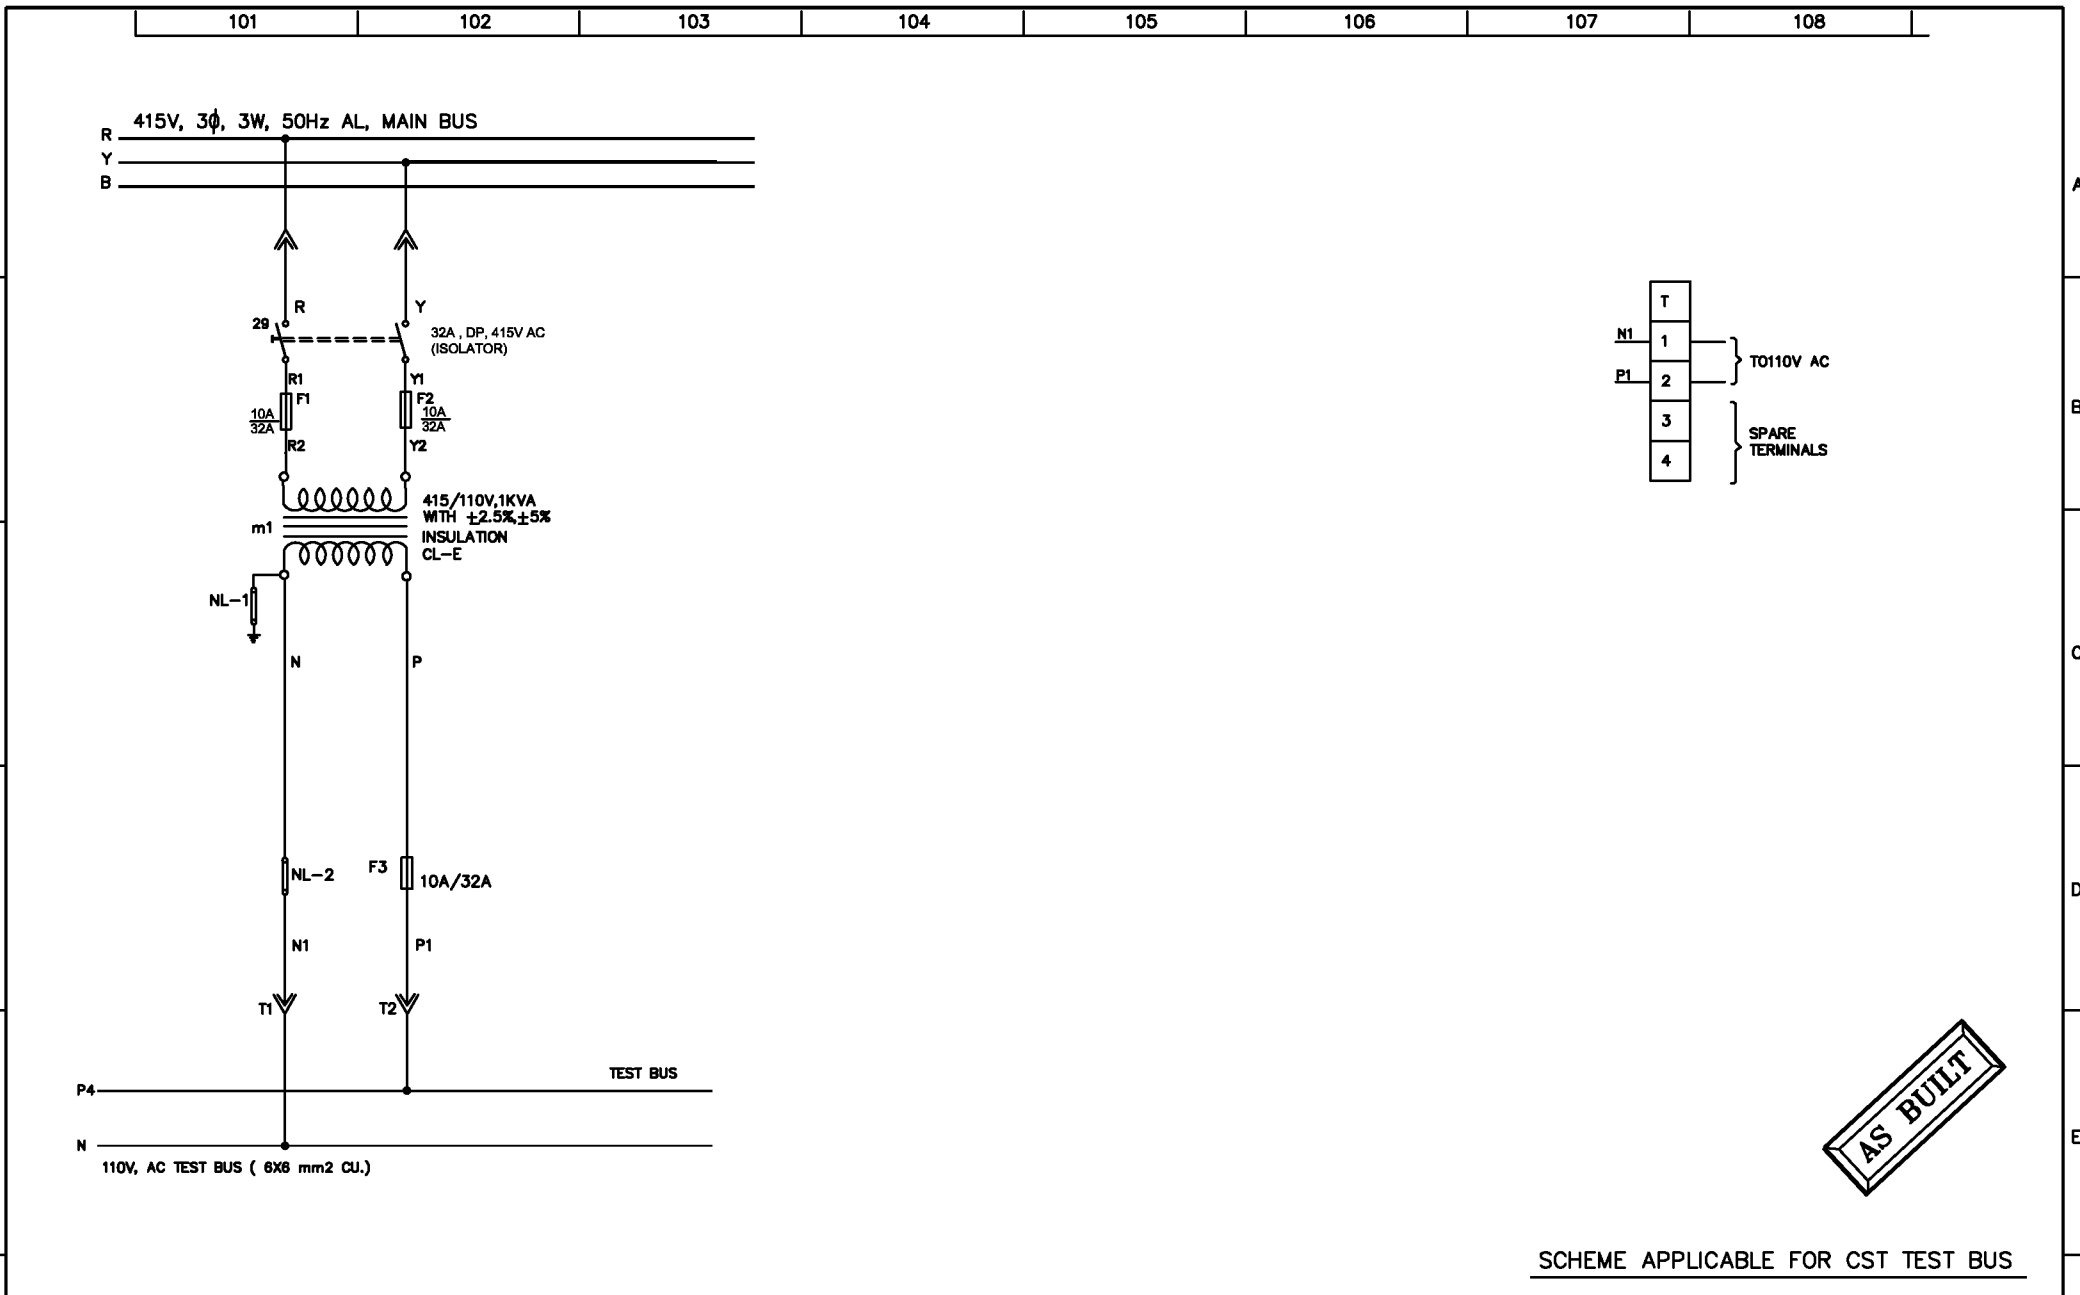 101 102 103 104 105 106 107 108
415V, 3ϕ, 3W, 50Hz AL, MAIN BUS
R
Y
B
A
R
Y
29
32A , DP, 415V AC
(ISOLATOR)
R1
Y1
F1
F2
10A
32A
10A
32A
R2
Y2
415/110V,1KVA
WITH ±2.5%,±5%
INSULATION
CL-E
m1
NL-1
N
P
NL-2
F3
10A/32A
N1
P1
T1
T2
P4
TEST BUS
N
110V, AC TEST BUS ( 6X6 mm2 CU.)
T
N1
1
P1
2
TO110V AC
3
4
SPARE
TERMINALS
B
C
D
E
AS BUILT
SCHEME APPLICABLE FOR CST TEST BUS